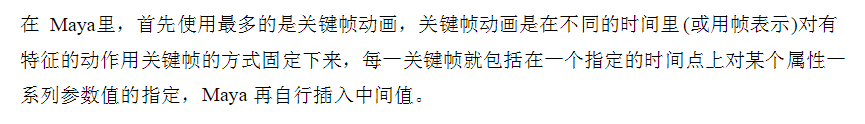 在 Maya里，首先使用最多的是关键帧动画，关键帧动画是在不同的时间里(或用帧表示)对有
特征的动作用关键帧的方式固定下来，每一关键帧就包括在一个指定的时间点上对某个属性一
系列参数值的指定，Maya 再自行插入中间值。